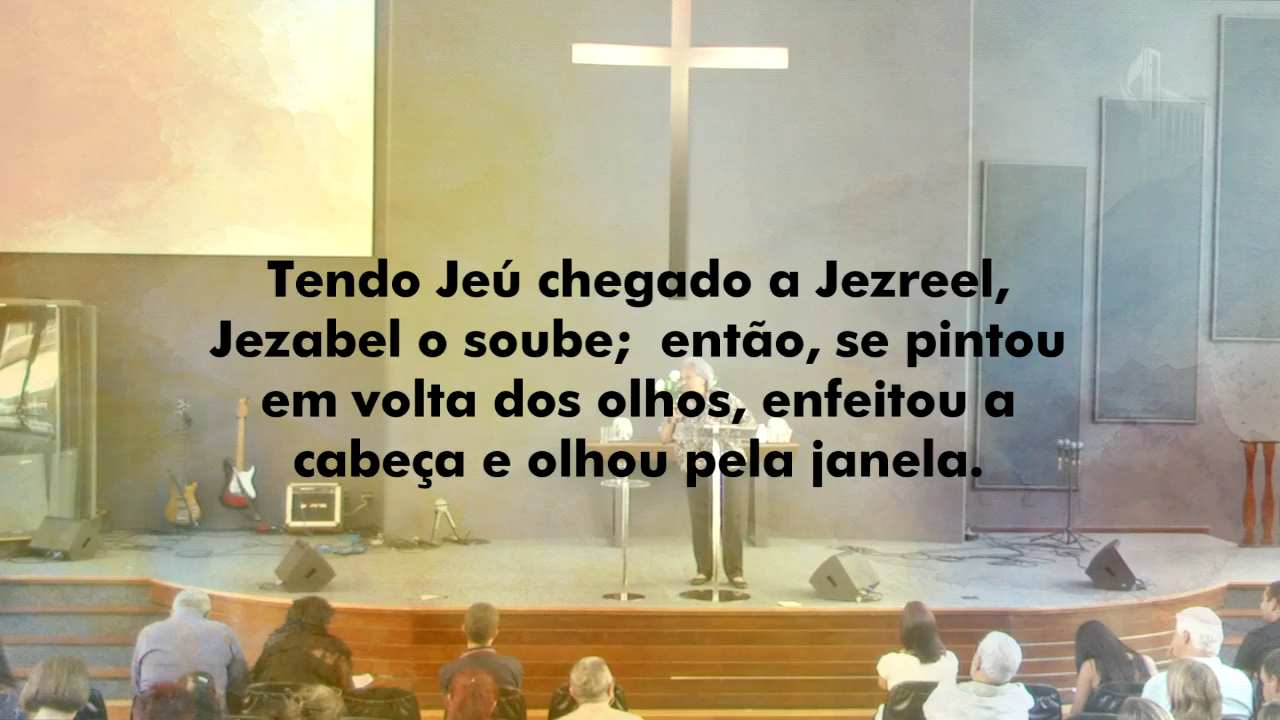 Tendo Jeú chegado a Jezreel,
Jezabel o soube;  então, se pintou
em volta dos olhos, enfeitou a
cabeça e olhou pela janela.